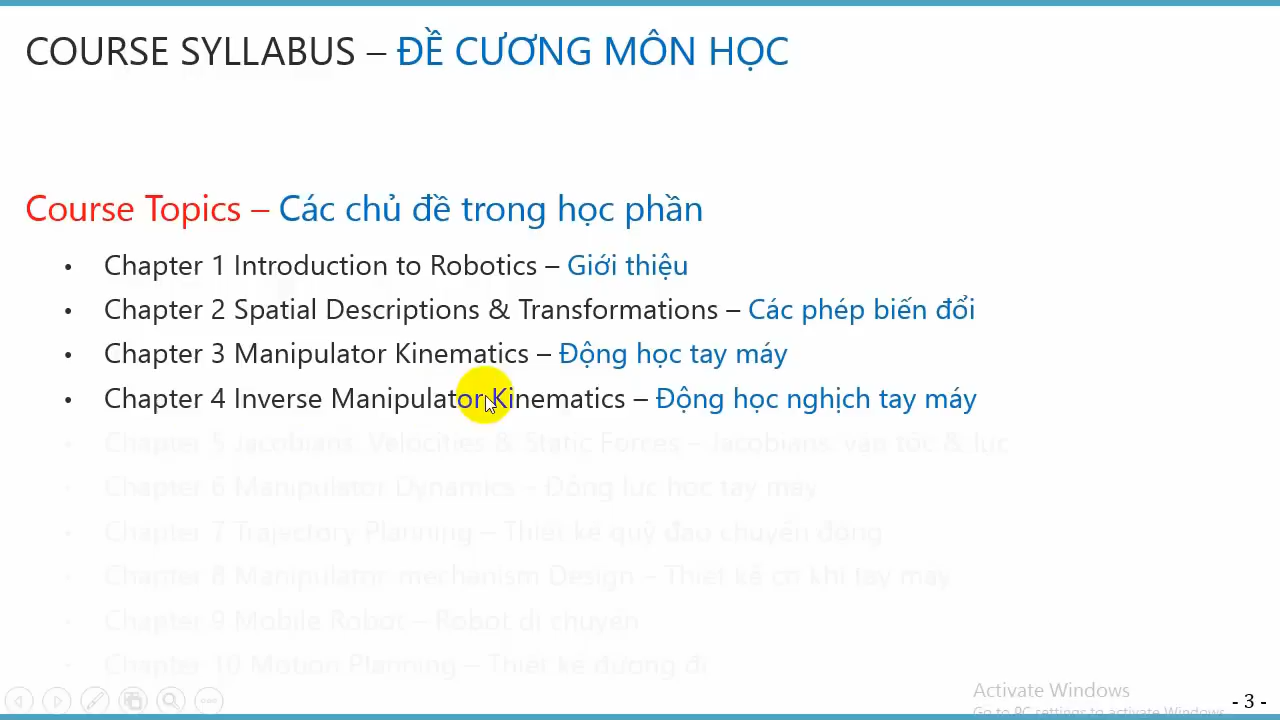 COURSE SYLLABUS – ĐỀ CƯƠNG MÔN HỌC
Course Topics – Các chủ đề trong học phần
• Chapter 1 Introduction to Robotics – Giới thiệu
• Chapter 2 Spatial Descriptions & Transformations – Các phép biến đổi
• Chapter 3 Manipulator Kinematics – Động học tay máy
• Chapter 4 Inverse Manipulator Kinematics – Động học nghịch tay máy
• Chapter 5 Jacobians: Velocities & Static Forces – Jacobians: vận tốc & lực
• Chapter 6 Manipulator Dynamics – Động lực học tay máy
• Chapter 7 Trajectory Planning – Thiết kế quỹ đạo chuyển động
• Chapter 8 Manipulator mechanism Design – Thiết kế cơ khí tay máy
• Chapter 9 Mobile Robot – Robot di chuyển
• Chapter 10 Motion Planning – Thiết kế đường đi
Activate Windows
Go to PC settings to activate Windows.
- 3 -